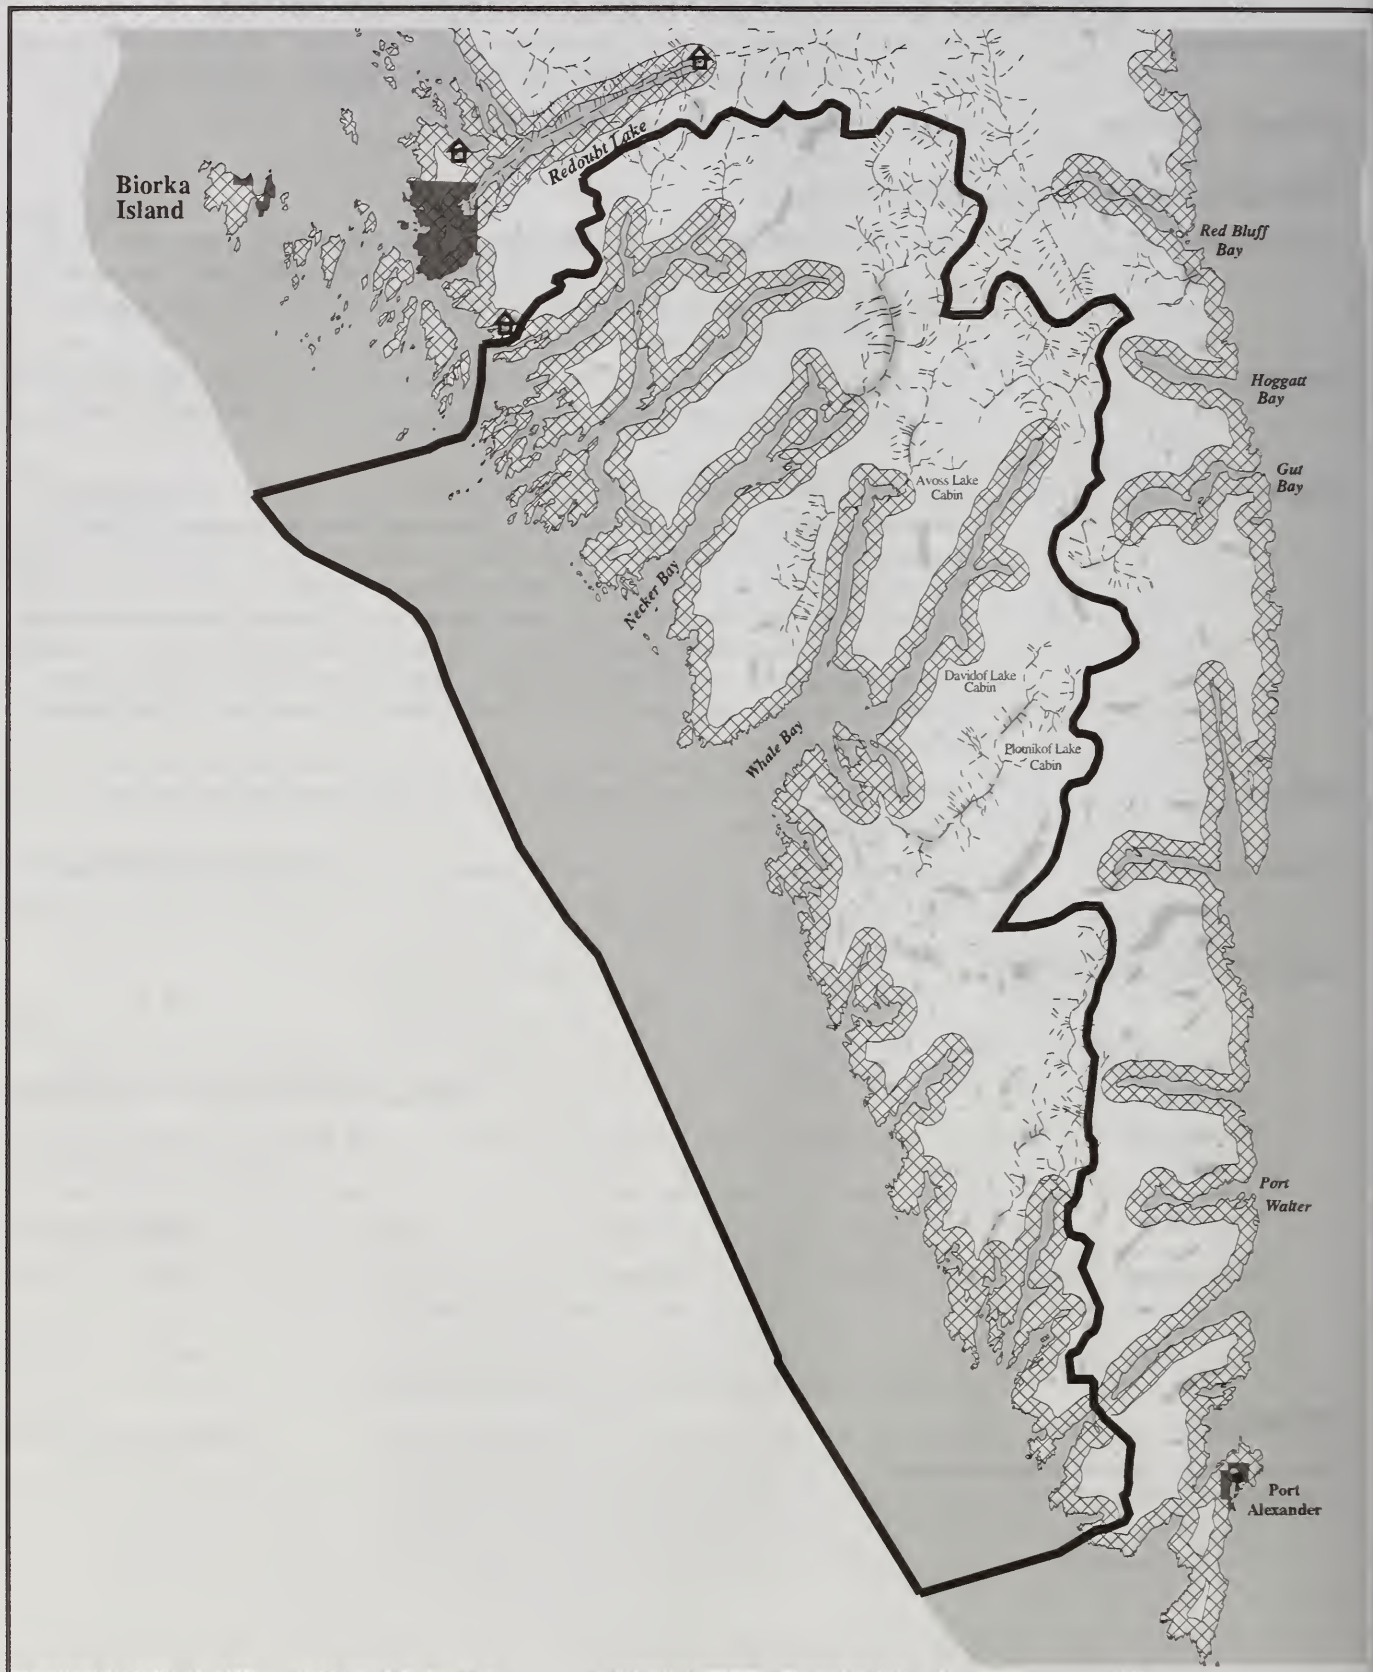 Redoubt Lake
Biorka
Island
Red Bluff
Bay
Hoggatt
Bay
Gut
Bay
Avoss Lake
Cabin
Necker Bay
Davidof Lake
Cabin
Whale Bay
Plotnikof Lake
Cabin
Port
Walter
Port
Alexander